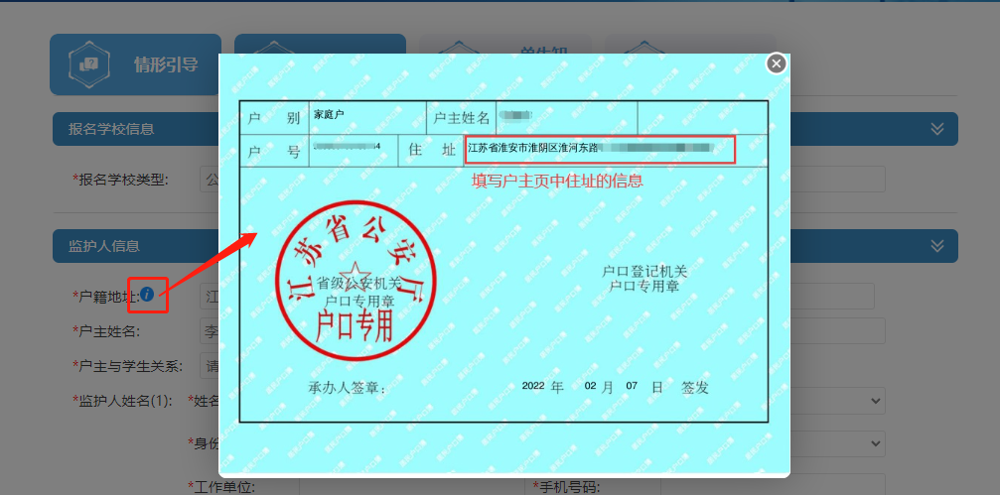 情形引导
单告知
报名学校信息
*报名学校类型:
公
监护人信息
*户籍地址:
i
江
*户主姓名:
李
*户主与学生关系:
请
*监护人姓名(1):
*姓名
*身份
*工作单位:
*手机号码:
户 别
家庭户
户主姓名
户 号
4
住 址
江苏省淮安市淮阴区淮河东路
填写户主页中住址的信息
江苏省公安厅
省级公安机关
户口专用章
户口专用
户口登记机关
户口专用章
承办人签章:
2022 年 02 月 07 日 签发